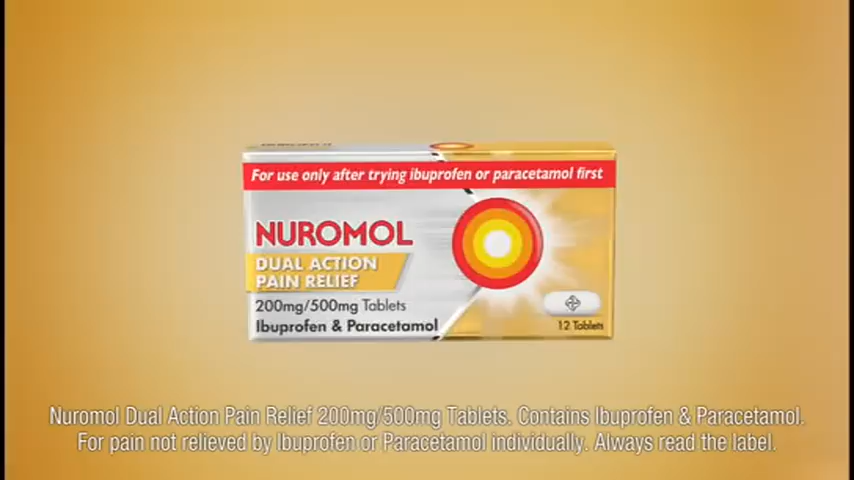 For use only after trying ibuprofen or paracetamol first
NUROMOL
DUAL ACTION
PAIN RELIEF
200mg/500mg Tablets
Ibuprofen & Paracetamol
12 Tablets
Nuromol Dual Action Pain Relief 200mg/500mg Tablets. Contains Ibuprofen & Paracetamol.
For pain not relieved by Ibuprofen or Paracetamol individually. Always read the label.